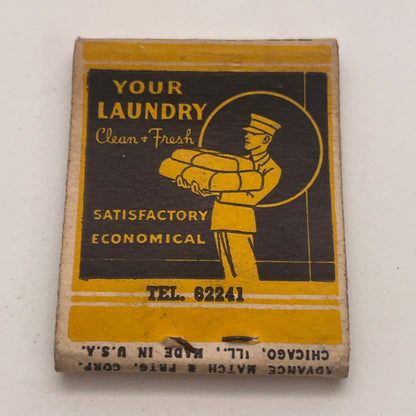 YOUR
LAUNDRY
Clean & Fresh
SATISFACTORY
ECONOMICAL
TEL. 62241
ADVANCE MATCH & PRTG. CORP.
CHICAGO, ILL., MADE IN U.S.A.